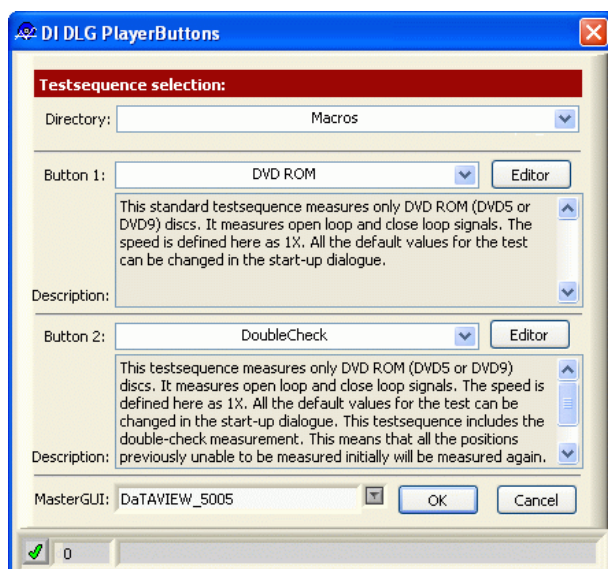 DI DLG PlayerButtons
Testsequence selection:
Directory: Macros
Button 1: DVD ROM Editor
This standard testsequence measures only DVD ROM (DVD5 or
DVD9) discs. It measures open loop and close loop signals. The
speed is defined here as 1X. All the default values for the test
can be changed in the start-up dialogue.
Description:
Button 2: DoubleCheck Editor
This testsequence measures only DVD ROM (DVD5 or DVD9)
discs. It measures open loop and close loop signals. The speed is
defined here as 1X. All the default values for the test can be
changed in the start-up dialogue. This testsequence includes the
double-check measurement. This means that all the positions
Description: previously unable to be measured initially will be measured again.
MasterGUI: DaTAVIEW_5005 OK Cancel
0